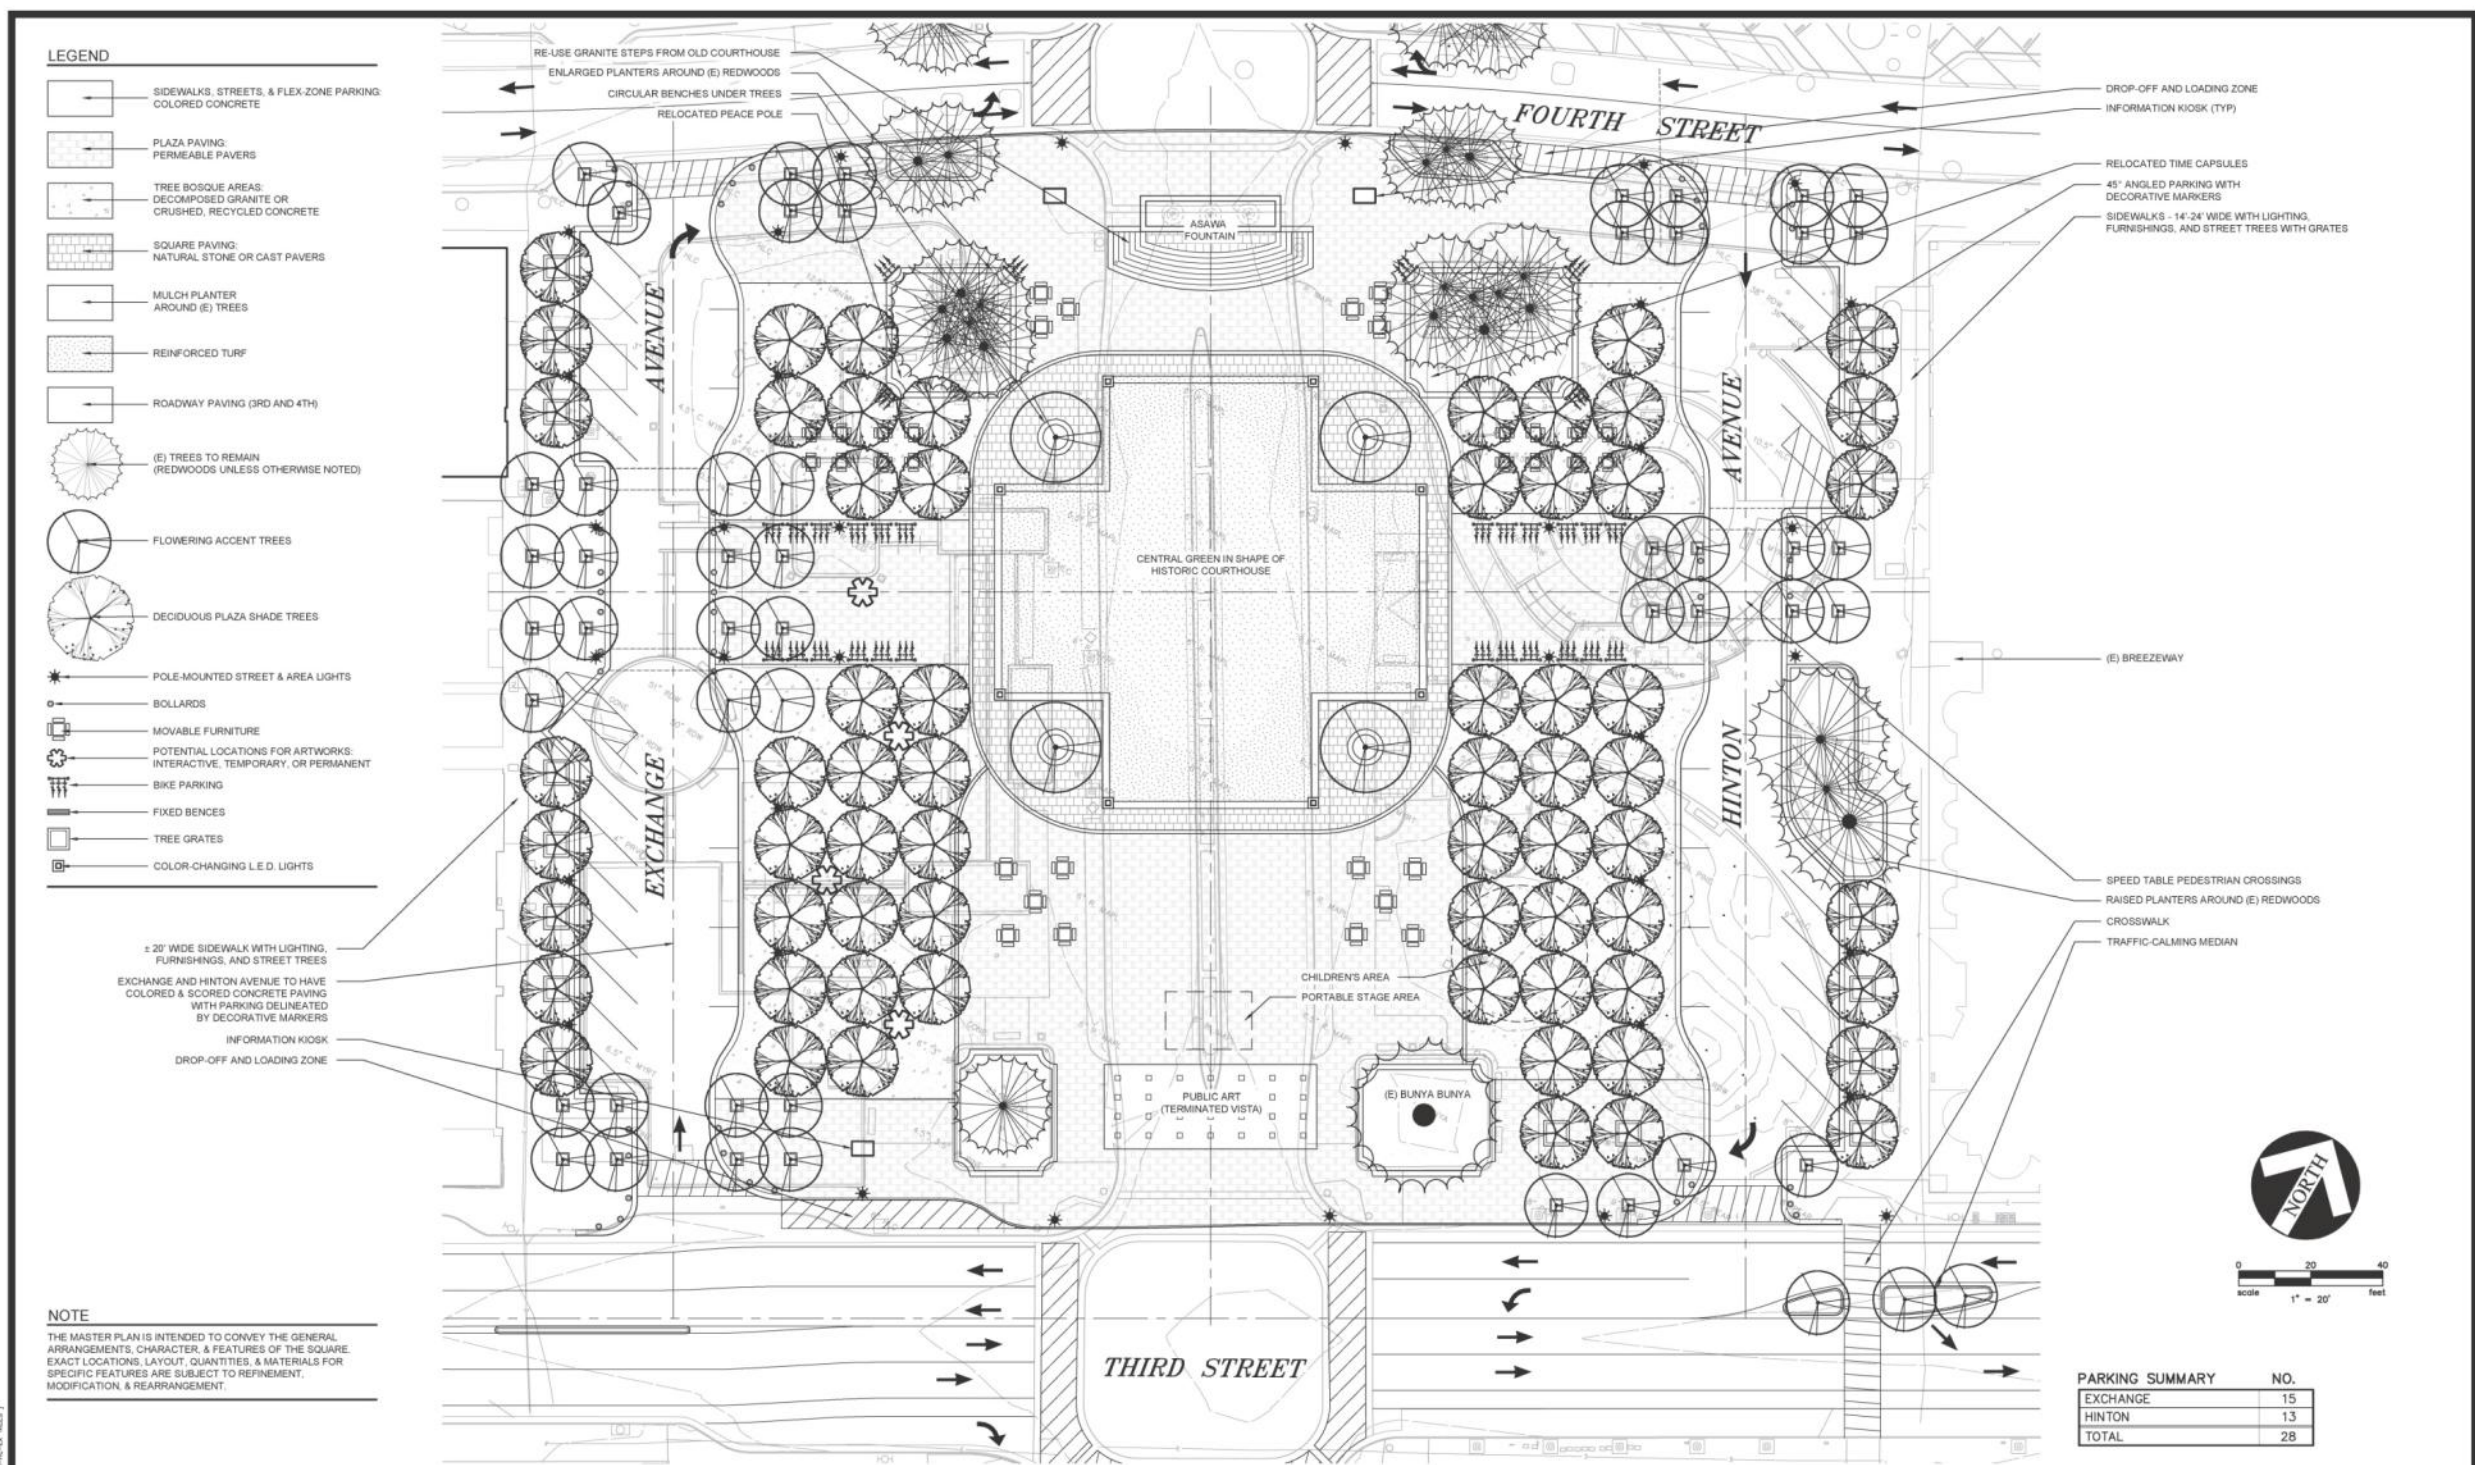 LEGEND
SIDEWALKS, STREETS, & FLEX-ZONE PARKING:
COLORED CONCRETE
PLAZA PAVING:
PERMEABLE PAVERS
TREE BOSQUE AREAS:
DECOMPOSED GRANITE OR
CRUSHED, RECYCLED CONCRETE
SQUARE PAVING:
NATURAL STONE OR CAST PAVERS
MULCH PLANTER
AROUND (E) TREES
REINFORCED TURF
ROADWAY PAVING (3RD AND 4TH)
(E) TREES TO REMAIN
(REDWOODS UNLESS OTHERWISE NOTED)
FLOWERING ACCENT TREES
DECIDUOUS PLAZA SHADE TREES
POLE-MOUNTED STREET & AREA LIGHTS
BOLLARDS
MOVABLE FURNITURE
POTENTIAL LOCATIONS FOR ARTWORKS:
INTERACTIVE, TEMPORARY, OR PERMANENT
BIKE PARKING
FIXED BENCES
TREE GRATES
COLOR-CHANGING L.E.D. LIGHTS
± 20' WIDE SIDEWALK WITH LIGHTING,
FURNISHINGS, AND STREET TREES
EXCHANGE AND HINTON AVENUE TO HAVE
COLORED & SCORED CONCRETE PAVING
WITH PARKING DELINEATED
BY DECORATIVE MARKERS
INFORMATION KIOSK
DROP-OFF AND LOADING ZONE
NOTE
THE MASTER PLAN IS INTENDED TO CONVEY THE GENERAL
ARRANGEMENTS, CHARACTER, & FEATURES OF THE SQUARE.
EXACT LOCATIONS, LAYOUT, QUANTITIES, & MATERIALS FOR
SPECIFIC FEATURES ARE SUBJECT TO REFINEMENT,
MODIFICATION, & REARRANGEMENT.
RE-USE GRANITE STEPS FROM OLD COURTHOUSE
ENLARGED PLANTERS AROUND (E) REDWOODS
CIRCULAR BENCHES UNDER TREES
RELOCATED PEACE POLE
FOURTH STREET
ASAWA
FOUNTAIN
EXCHANGE AVENUE
HINTON AVENUE
CENTRAL GREEN IN SHAPE OF
HISTORIC COURTHOUSE
CHILDREN'S AREA
PORTABLE STAGE AREA
PUBLIC ART
(TERMINATED VISTA)
(E) BUNYA BUNYA
THIRD STREET
DROP-OFF AND LOADING ZONE
INFORMATION KIOSK (TYP)
RELOCATED TIME CAPSULES
45° ANGLED PARKING WITH
DECORATIVE MARKERS
SIDEWALKS - 14'-24' WIDE WITH LIGHTING,
FURNISHINGS, AND STREET TREES WITH GRATES
(E) BREEZEWAY
SPEED TABLE PEDESTRIAN CROSSINGS
RAISED PLANTERS AROUND (E) REDWOODS
CROSSWALK
TRAFFIC-CALMING MEDIAN
NORTH
0 20 40
scale 1" = 20' feet
PARKING SUMMARY NO.
EXCHANGE 15
HINTON 13
TOTAL 28